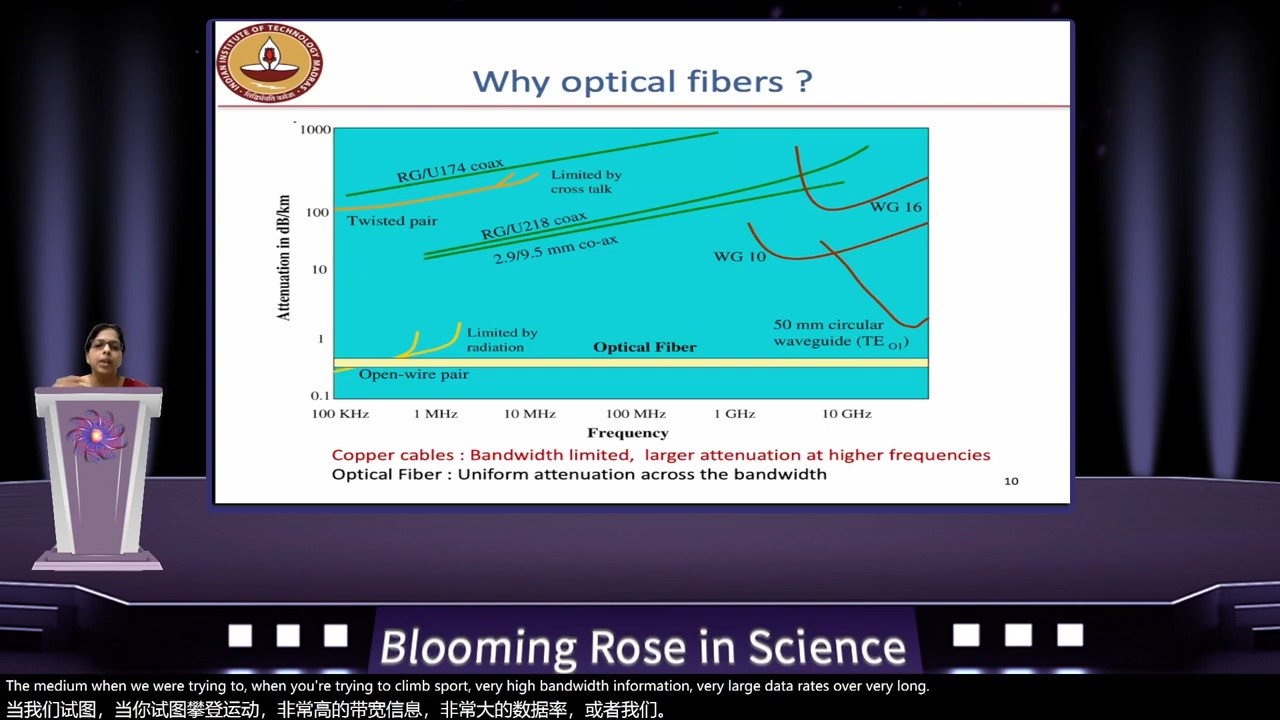 INDIAN INSTITUTE OF TECHNOLOGY MADRAS
Why optical fibers ?
1000
100
10
1
0.1
Attenuation in dB/km
RG/U174 coax
Limited by
cross talk
Twisted pair
RG/U218 coax
2.9/9.5 mm co-ax
WG 16
WG 10
50 mm circular
waveguide (TE O1)
Limited by
radiation
Optical Fiber
Open-wire pair
100 KHz
1 MHz
10 MHz
100 MHz
1 GHz
10 GHz
Frequency
Copper cables : Bandwidth limited, larger attenuation at higher frequencies
Optical Fiber : Uniform attenuation across the bandwidth
10
Blooming Rose in Science
The medium when we were trying to, when you're trying to climb sport, very high bandwidth information, very large data rates over very long.
当我们试图，当你试图攀登运动，非常高的带宽信息，非常大的数据率，或者我们。